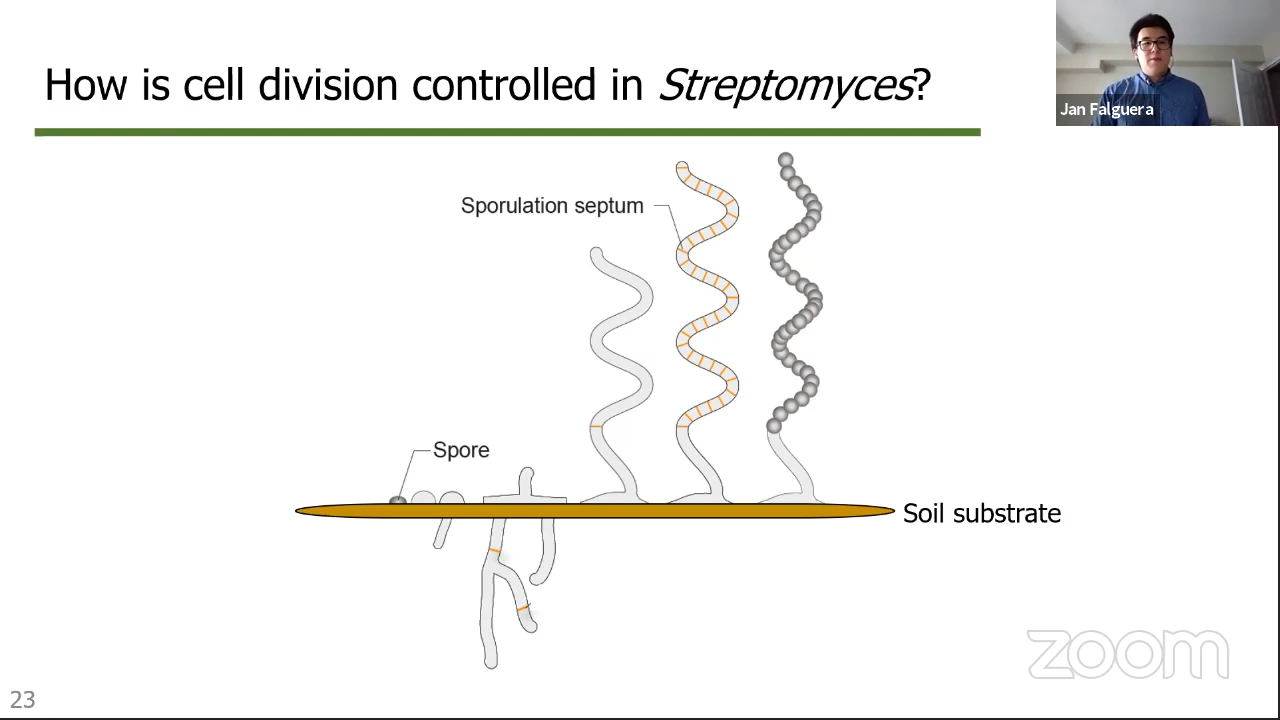 How is cell division controlled in Streptomyces?
Jan Falguera
Sporulation septum
Spore
Soil substrate
zoom
23